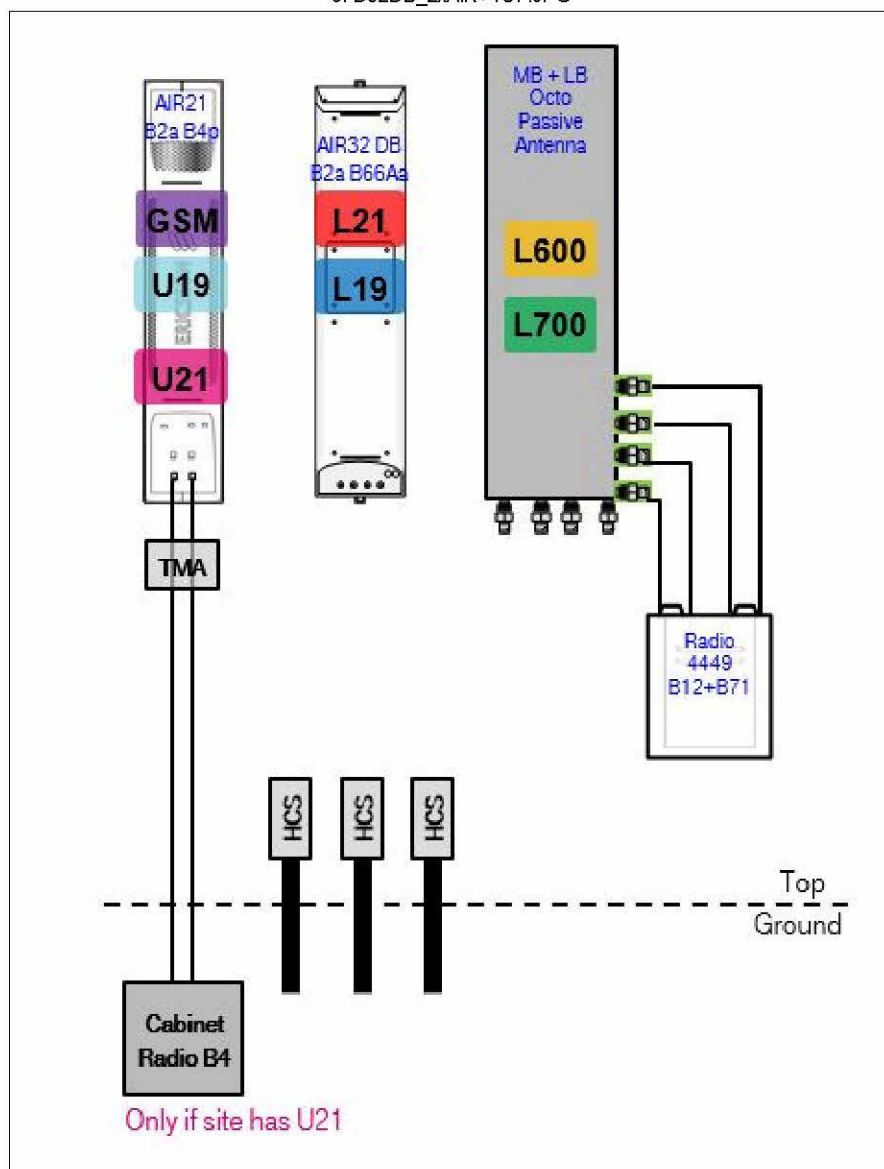 AIR21
B2a B4p
GSM
U19
U21
TMA
AIR32 DB
B2a B66Aa
L21
L19
MB + LB
Octo
Passive
Antenna
L600
L700
Radio
4449
B12+B71
HCS
HCS
HCS
Top
Ground
Cabinet
Radio B4
Only if site has U21